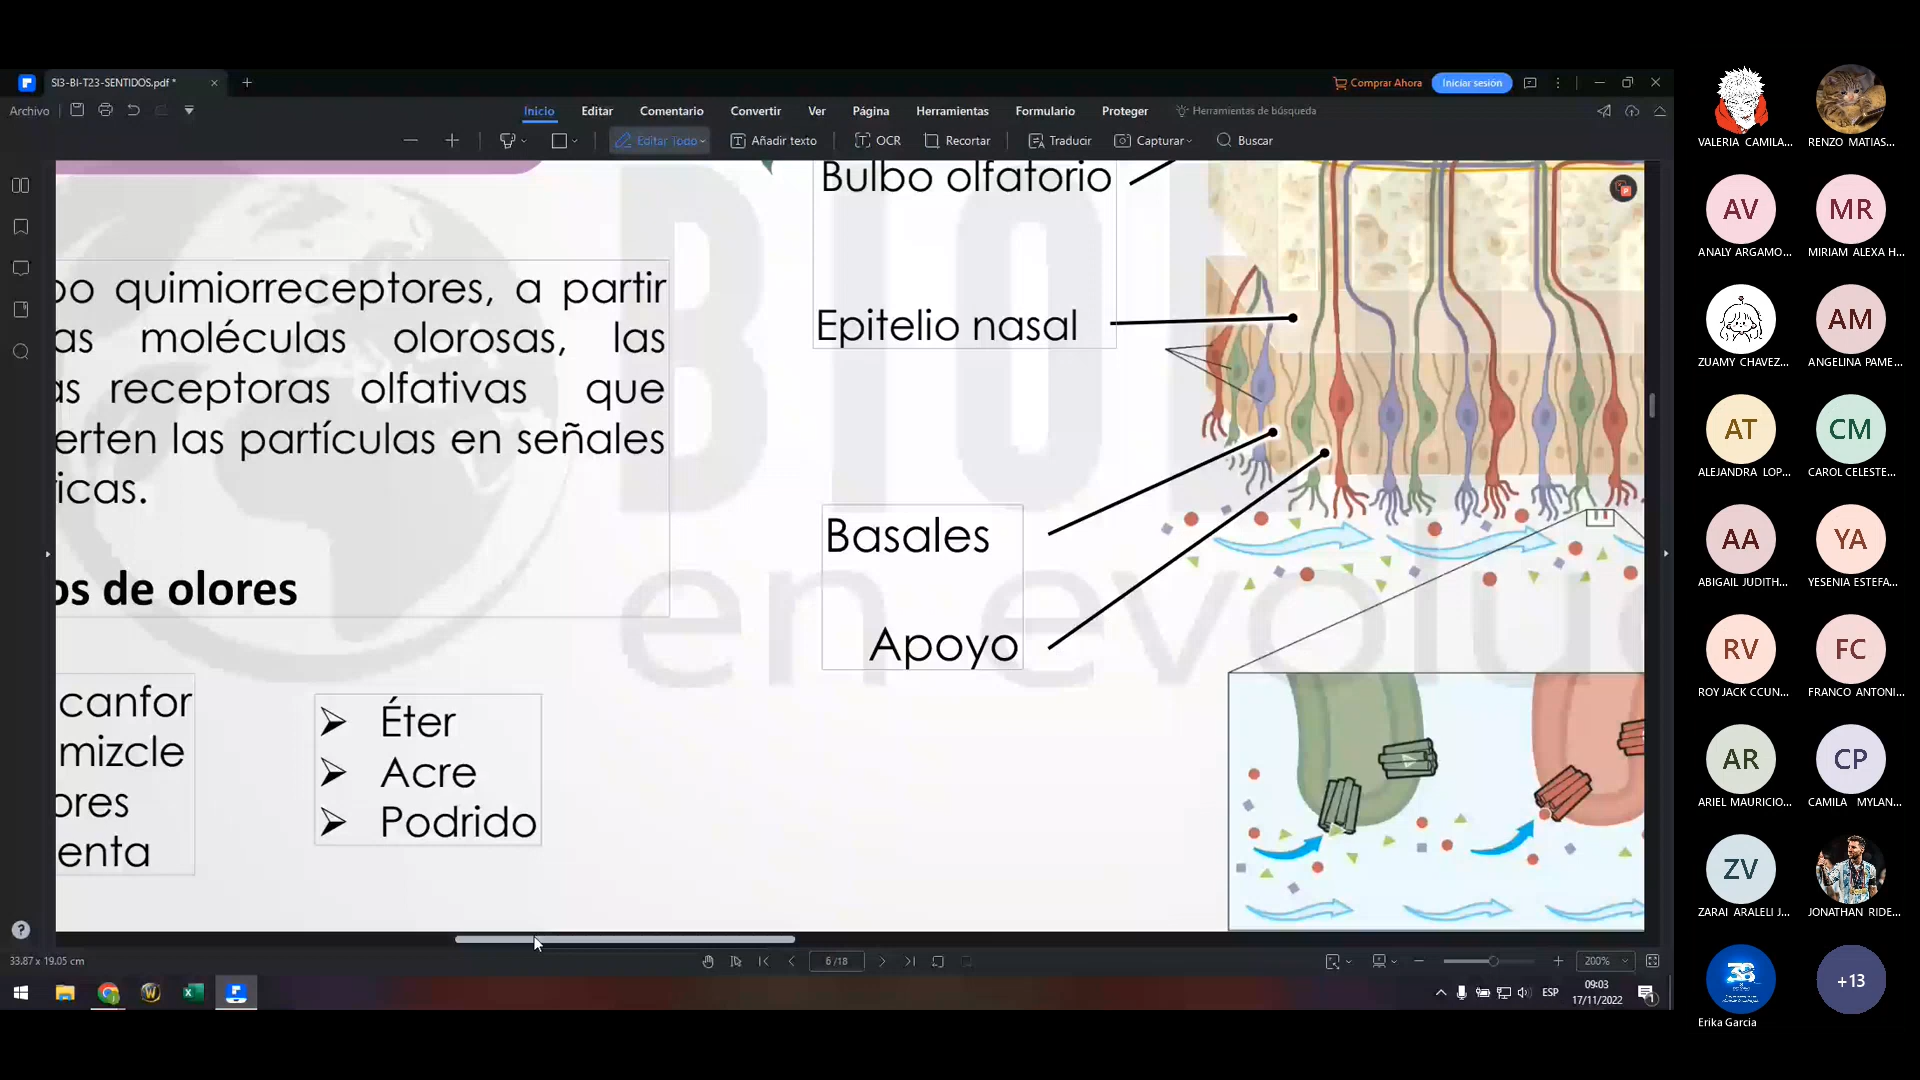 SI3-BI-T23-SENTIDOS.pdf *
Comprar Ahora
Iniciar sesión
Archivo
Inicio
Editar
Comentario
Convertir
Ver
Página
Herramientas
Formulario
Proteger
Herramientas de búsqueda
Editar Todo
Añadir texto
OCR
Recortar
Traducir
Capturar
Buscar
Bulbo olfatorio
Epitelio nasal
Basales
Apoyo
quimiorreceptores, a partir
as moléculas olorosas, las
as receptoras olfativas que
erten las partículas en señales
ricas.
os de olores
canfor
mizcle
ores
enta
➢ Éter
➢ Acre
➢ Podrido
BIOL
en evoluc
33.87 x 19.05 cm
6 /18
200%
ESP
09:03
17/11/2022
1
VALERIA CAMILA...
RENZO MATIAS...
AV
ANALY ARGAMO...
MR
MIRIAM ALEXA H...
ZUAMY CHAVEZ...
AM
ANGELINA PAME...
AT
ALEJANDRA LOP...
CM
CAROL CELESTE...
AA
ABIGAIL JUDITH...
YA
YESENIA ESTEFA...
RV
ROY JACK CCUN...
FC
FRANCO ANTONI...
AR
ARIEL MAURICIO...
CP
CAMILA MYLAN...
ZV
ZARAI ARALELI J...
JONATHAN RIDE...
Erika Garcia
+13